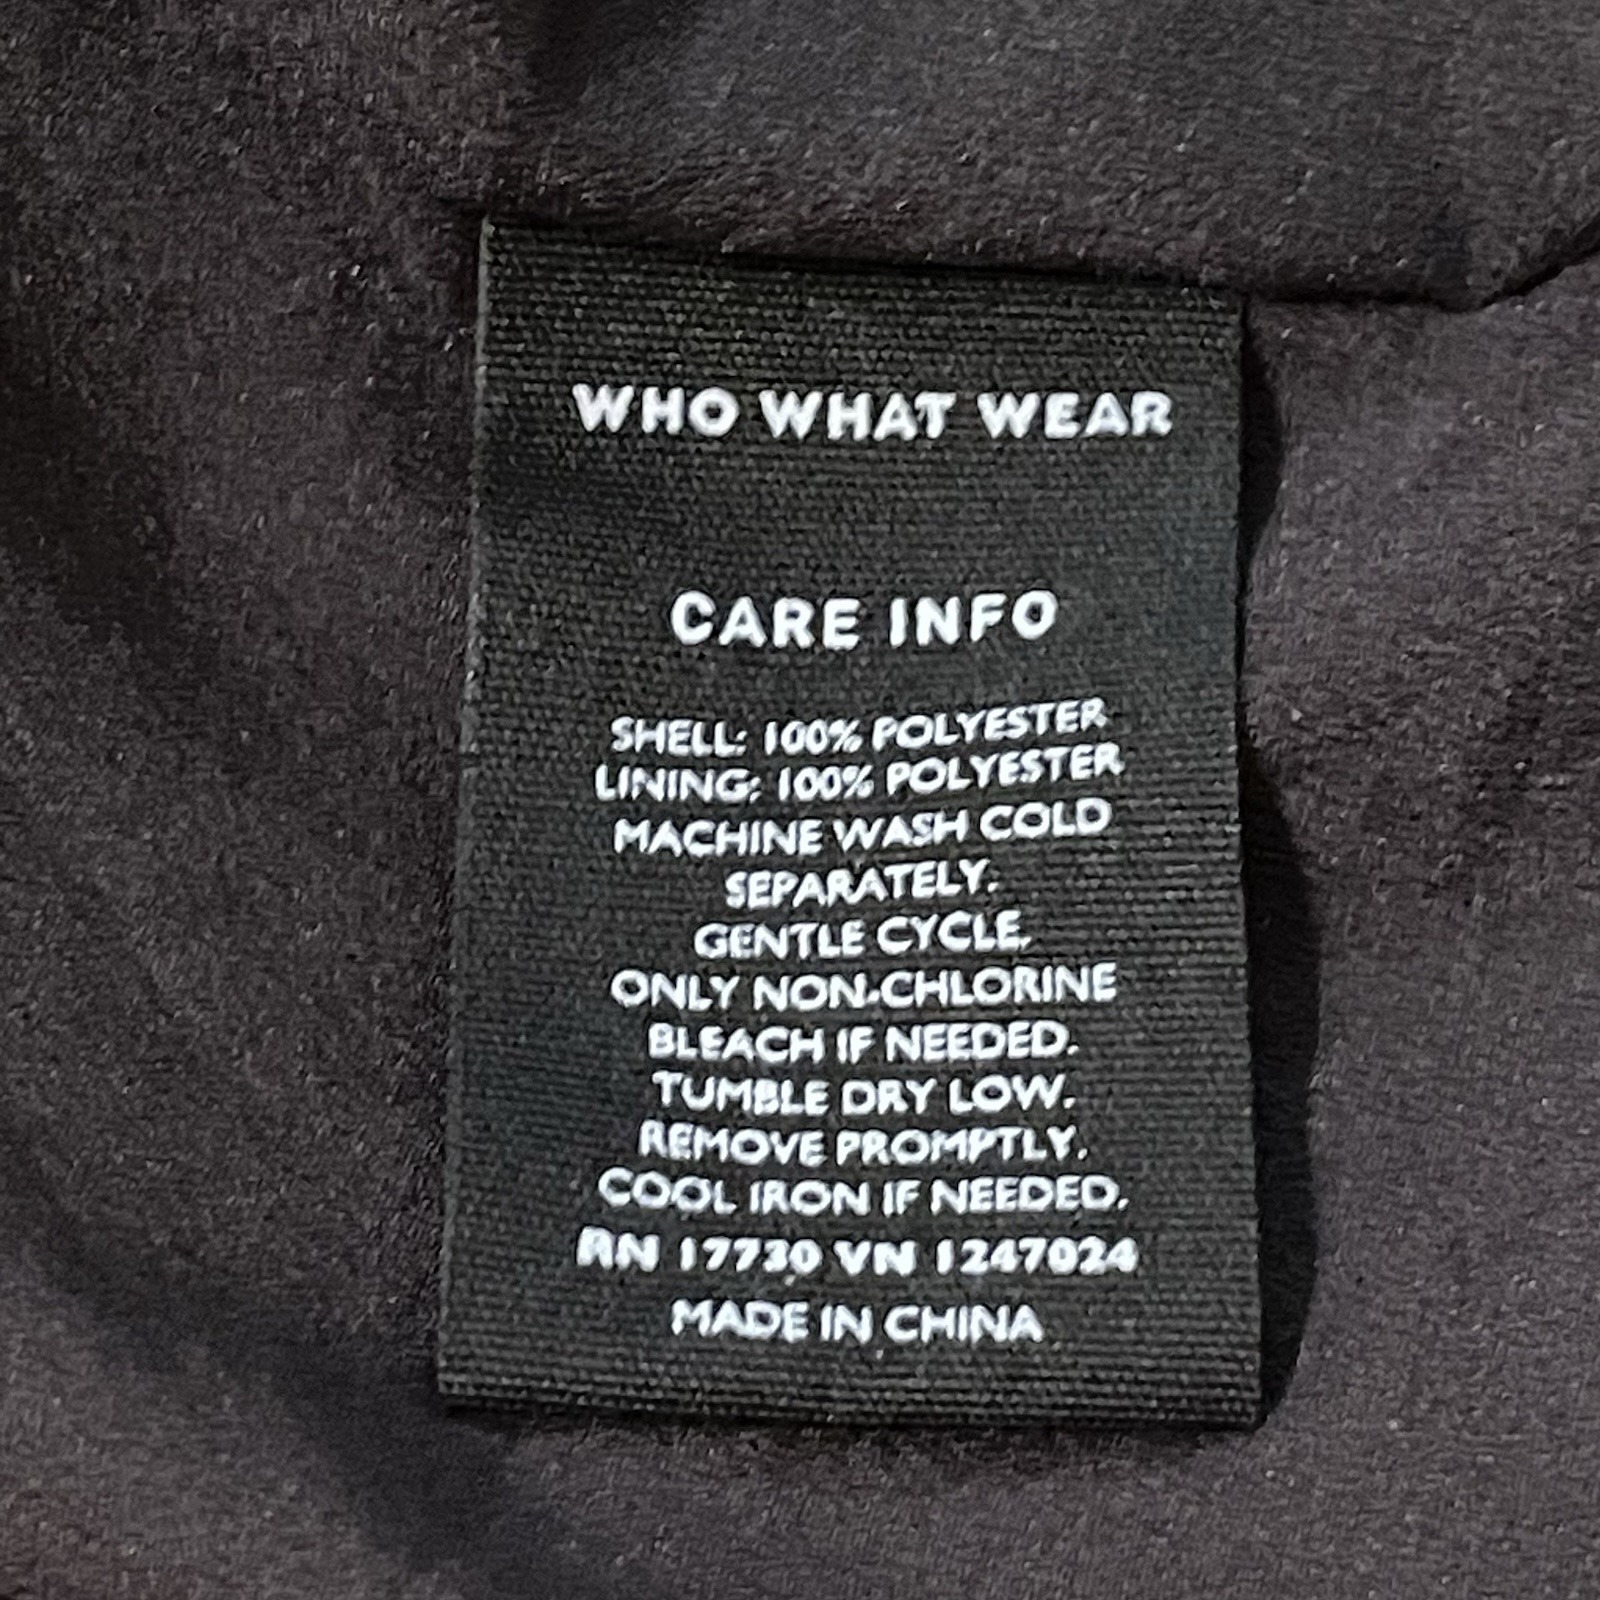 WHO WHAT WEAR
CARE INFO
SHELL: 100% POLYESTER
LINING: 100% POLYESTER
MACHINE WASH COLD
SEPARATELY.
GENTLE CYCLE.
ONLY NON-CHLORINE
BLEACH IF NEEDED.
TUMBLE DRY LOW.
REMOVE PROMPTLY.
COOL IRON IF NEEDED.
RN 17730 VN 1247024
MADE IN CHINA